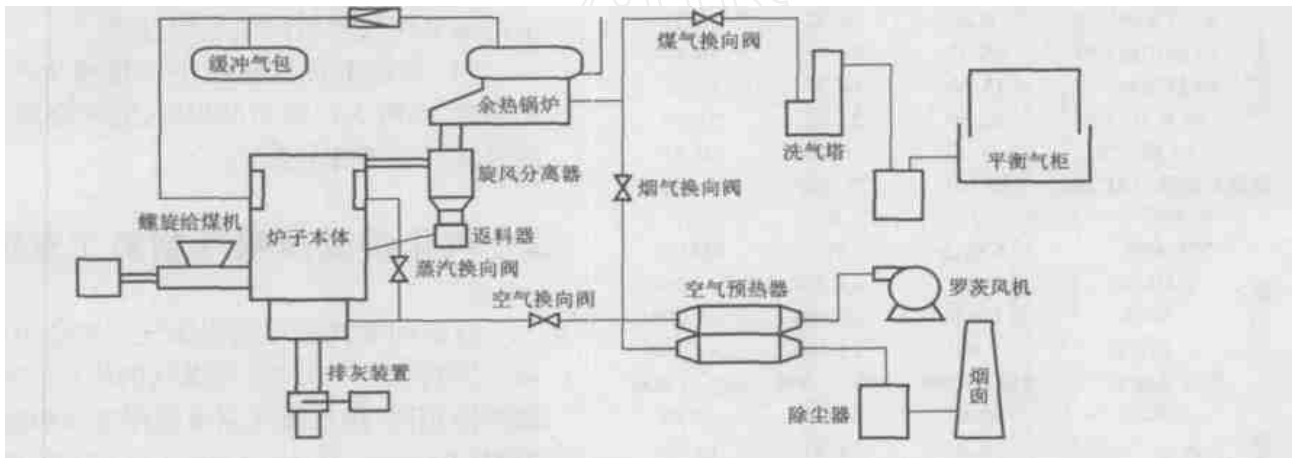 煤气换向阀
缓冲气包
余热锅炉
洗气塔
平衡气柜
旋风分离器
烟气换向阀
螺旋给煤机
炉子本体
返料器
蒸汽换向阀
空气换向阀
空气预热器
罗茨风机
排灰装置
除尘器
烟囱